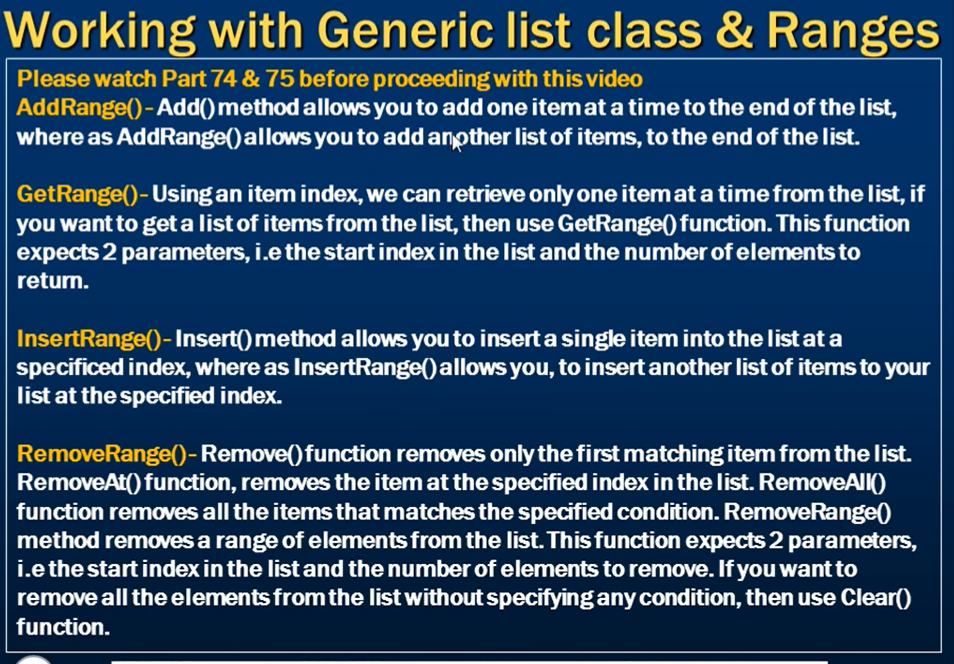 Working with Generic list class & Ranges
Please watch Part 74 & 75 before proceeding with this video
AddRange() - Add() method allows you to add one item at a time to the end of the list,
where as AddRange() allows you to add another list of items, to the end of the list.
GetRange() - Using an item index, we can retrieve only one item at a time from the list, if
you want to get a list of items from the list, then use GetRange() function. This function
expects 2 parameters, i.e the start index in the list and the number of elements to
return.
InsertRange() - Insert() method allows you to insert a single item into the list at a
specificed index, where as InsertRange() allows you, to insert another list of items to your
list at the specified index.
RemoveRange() - Remove() function removes only the first matching item from the list.
RemoveAt() function, removes the item at the specified index in the list. RemoveAll()
function removes all the items that matches the specified condition. RemoveRange()
method removes a range of elements from the list. This function expects 2 parameters,
i.e the start index in the list and the number of elements to remove. If you want to
remove all the elements from the list without specifying any condition, then use Clear()
function.